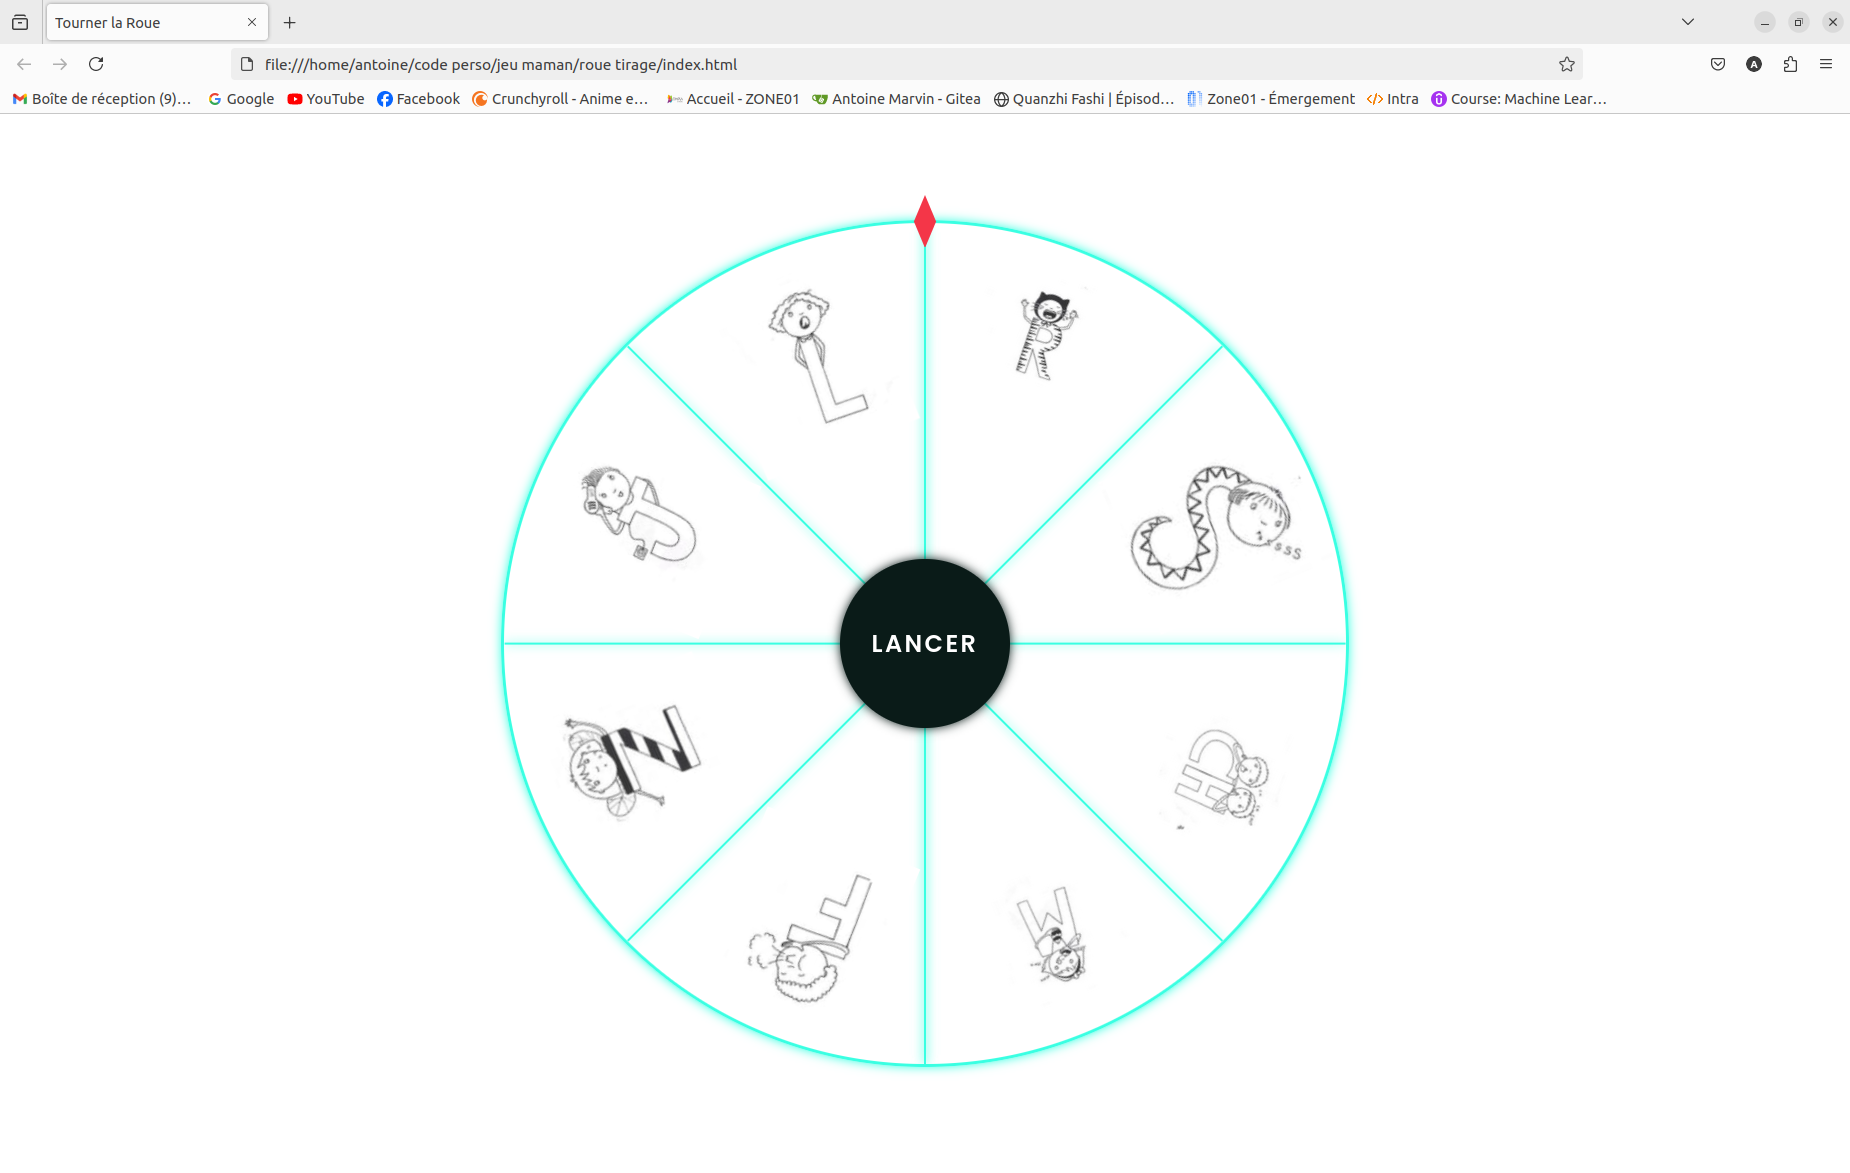 Tourner la Roue
file:///home/antoine/code perso/jeu maman/roue tirage/index.html
A
Boîte de réception (9)… Google YouTube Facebook Crunchyroll - Anime e… Accueil - ZONE01 Antoine Marvin - Gitea Quanzhi Fashi | Épisod… Zone01 - Émergement Intra Course: Machine Lear…
L
R
S
ssss
J
LANCER
N
CH
F
M